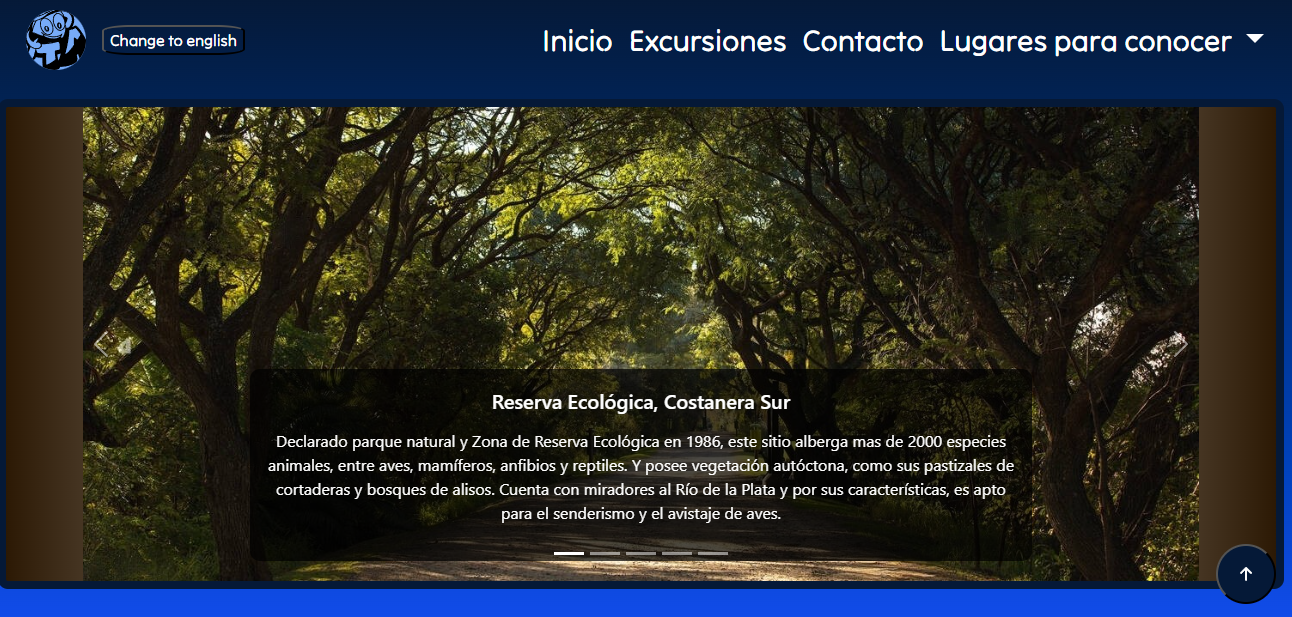 Change to english
Inicio Excursiones Contacto Lugares para conocer
Reserva Ecológica, Costanera Sur
Declarado parque natural y Zona de Reserva Ecológica en 1986, este sitio alberga mas de 2000 especies
animales, entre aves, mamíferos, anfibios y reptiles. Y posee vegetación autóctona, como sus pastizales de
cortaderas y bosques de alisos. Cuenta con miradores al Río de la Plata y por sus características, es apto
para el senderismo y el avistaje de aves.